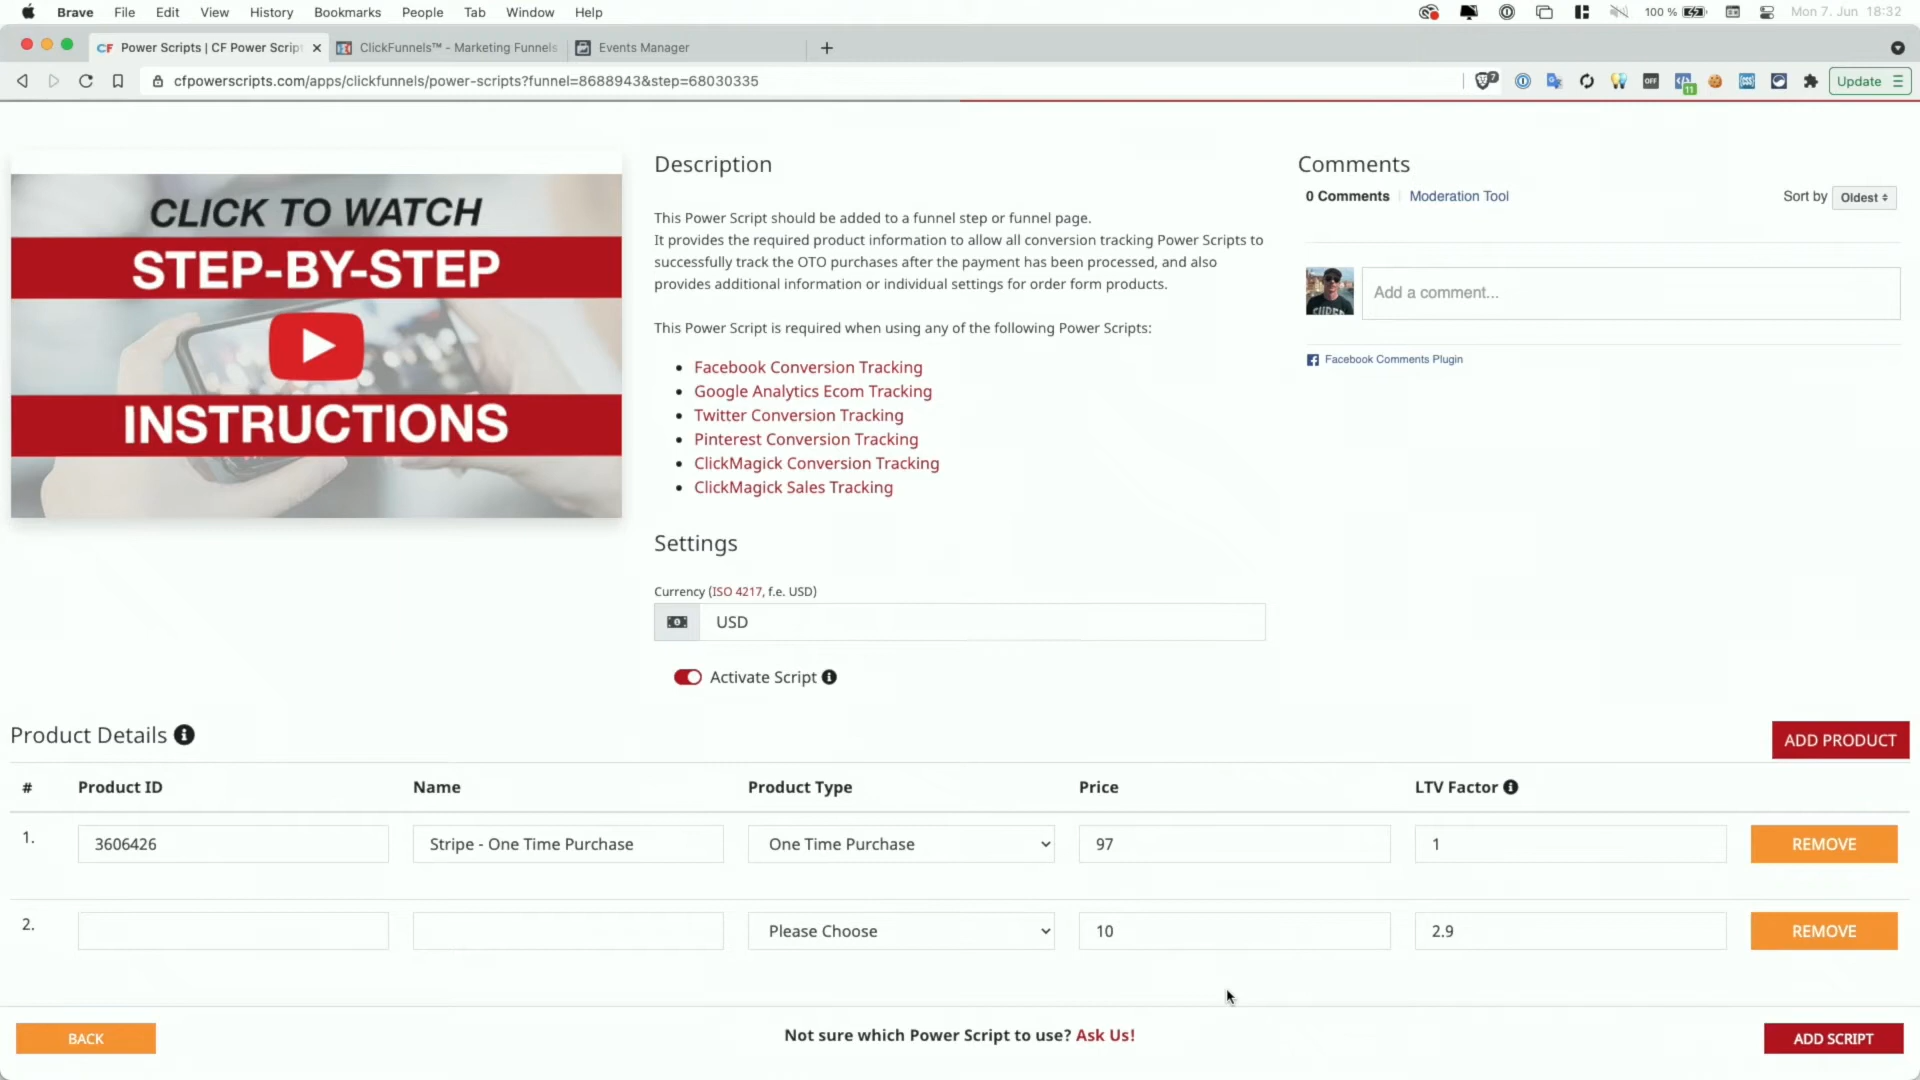 Brave File Edit View History Bookmarks People Tab Window Help 100 % Mon 7. Jun 18:32
CF Power Scripts | CF Power Script ClickFunnels™ - Marketing Funnels Events Manager
cfpowerscripts.com/apps/clickfunnels/power-scripts?funnel=8688943&step=68030335 7 OFF 11 Update
CLICK TO WATCH
STEP-BY-STEP
INSTRUCTIONS
Description
This Power Script should be added to a funnel step or funnel page.
It provides the required product information to allow all conversion tracking Power Scripts to
successfully track the OTO purchases after the payment has been processed, and also
provides additional information or individual settings for order form products.
This Power Script is required when using any of the following Power Scripts:
Facebook Conversion Tracking
Google Analytics Ecom Tracking
Twitter Conversion Tracking
Pinterest Conversion Tracking
ClickMagick Conversion Tracking
ClickMagick Sales Tracking
Settings
Currency (ISO 4217, f.e. USD)
USD
Activate Script
Comments
0 Comments Moderation Tool Sort by Oldest
Add a comment...
Facebook Comments Plugin
Product Details
ADD PRODUCT
# Product ID Name Product Type Price LTV Factor
1. 3606426 Stripe - One Time Purchase One Time Purchase 97 1 REMOVE
2. Please Choose 10 2.9 REMOVE
BACK Not sure which Power Script to use? Ask Us! ADD SCRIPT